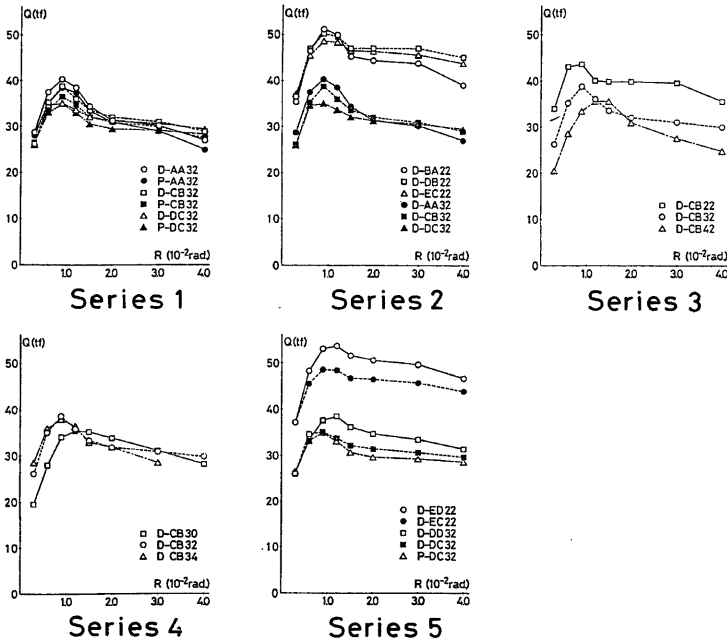 Q(tf)
50
40
30
20
10
0
1.0
2.0
3.0
4.0
R (10-2rad.)
D-AA32
P-AA32
D-CB32
P-CB32
D-DC32
P-DC32
Series 1
Q(tf)
50
40
30
20
10
0
1.0
2.0
3.0
4.0
R (10-2rad.)
D-BA22
D-DB22
D-EC22
D-AA32
D-CB32
D-DC32
Series 2
Q(tf)
50
40
30
20
10
0
1.0
2.0
3.0
4.0
R (10-2rad.)
D-CB22
D-CB32
D-CB42
Series 3
Q(tf)
50
40
30
20
10
0
1.0
2.0
3.0
4.0
R (10-2rad.)
D-CB30
D-CB32
D CB34
Series 4
Q(tf)
50
40
30
20
10
0
1.0
2.0
3.0
4.0
R (10-2rad.)
D-ED22
D-EC22
D-DD32
D-DC32
P-DC32
Series 5